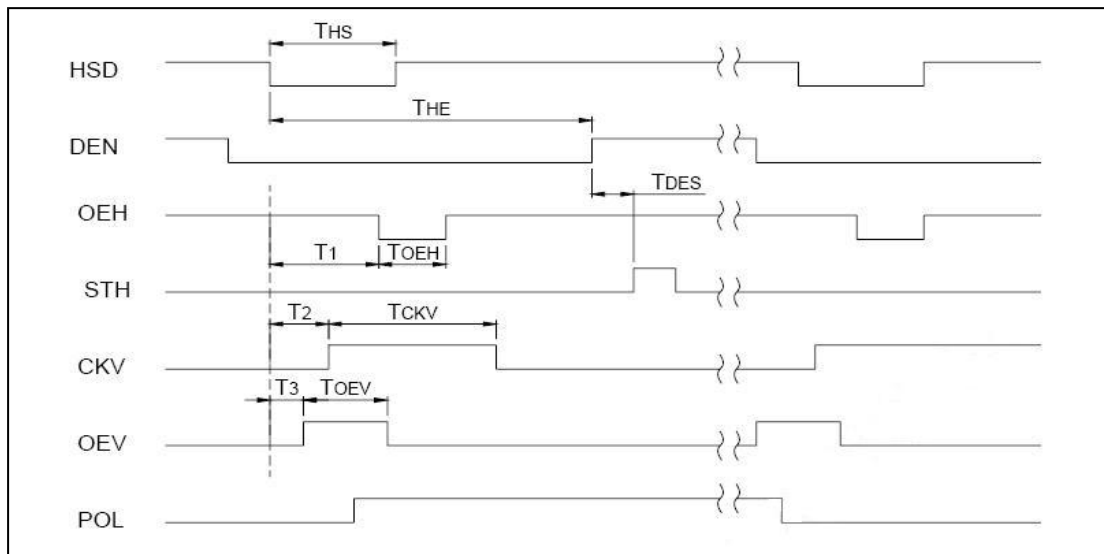 THS
HSD
THE
DEN
TDES
OEH
T1 TOEH
STH
T2 TCKV
CKV
T3 TOEV
OEV
POL